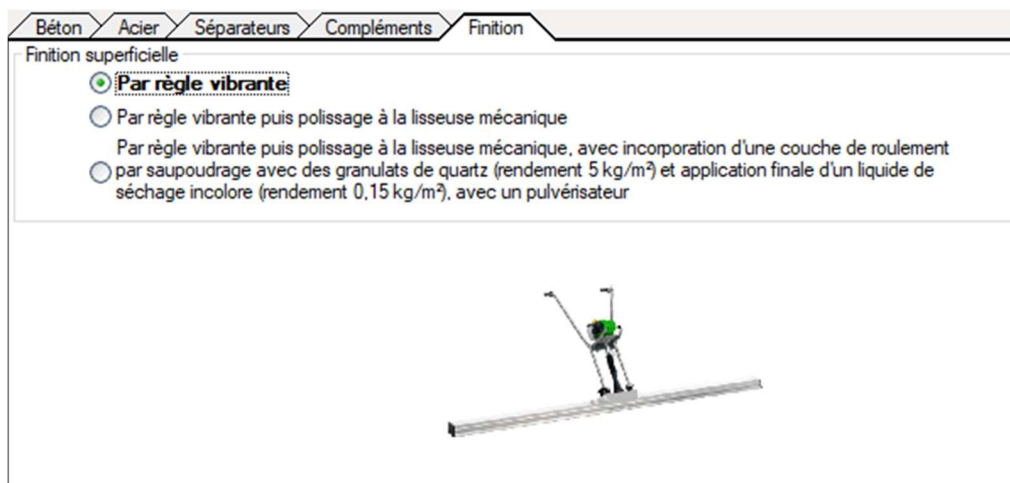 Béton Acier Séparateurs Compléments Finition
Finition superficielle
Par règle vibrante
Par règle vibrante puis polissage à la lisseuse mécanique
Par règle vibrante puis polissage à la lisseuse mécanique, avec incorporation d'une couche de roulement
par saupoudrage avec des granulats de quartz (rendement 5 kg/m²) et application finale d'un liquide de
séchage incolore (rendement 0,15 kg/m²), avec un pulvérisateur